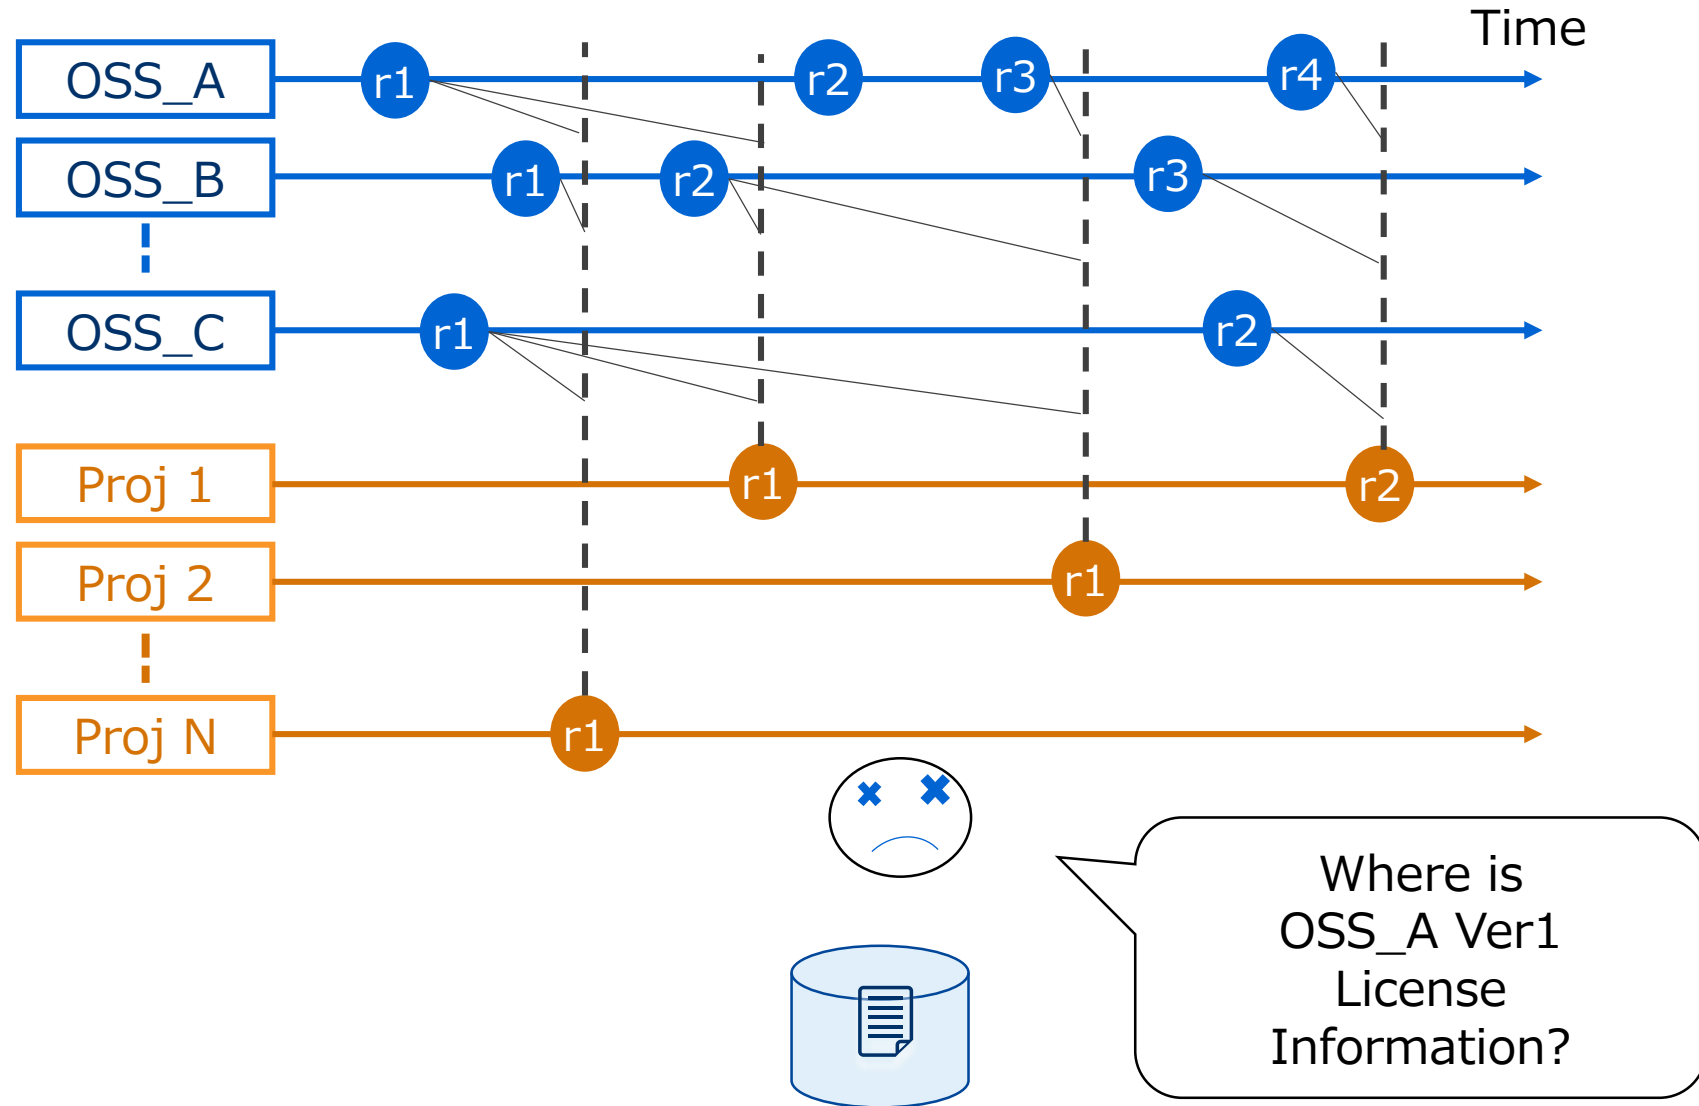 Time
OSS_A
r1
r2
r3
r4
OSS_B
r1
r2
r3
OSS_C
r1
r2
Proj 1
r1
r2
Proj 2
r1
Proj N
r1
Where is
OSS_A Ver1
License
Information?